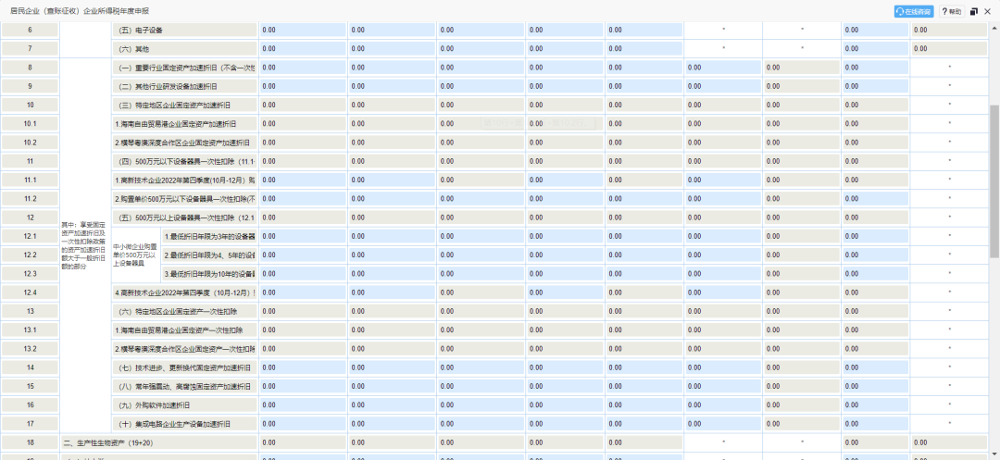 居民企业（查账征收）企业所得税年度申报 在线咨询 ?帮助
6 （五）电子设备 0.00 0.00 0.00 0.00 0.00 * * 0.00 0.00
7 （六）其他 0.00 0.00 0.00 0.00 0.00 * * 0.00 0.00
8 （一）重要行业固定资产加速折旧（不含一次性 0.00 0.00 0.00 0.00 0.00 0.00 0.00 0.00 *
9 （二）其他行业研发设备加速折旧 0.00 0.00 0.00 0.00 0.00 0.00 0.00 0.00 *
10 （三）特定地区企业固定资产加速折旧 0.00 0.00 0.00 0.00 0.00 0.00 0.00 0.00 *
10.1 1.海南自由贸易港企业固定资产加速折旧 0.00 0.00 0.00 0.00 0.00 0.00 0.00 0.00 *
10.2 2.横琴粤澳深度合作区企业固定资产加速折旧 0.00 0.00 0.00 0.00 0.00 0.00 0.00 0.00 *
11 （四）500万元以下设备器具一次性扣除（11.1 0.00 0.00 0.00 0.00 0.00 0.00 0.00 0.00 *
11.1 1.高新技术企业2022年第四季度(10月-12月）购 0.00 0.00 0.00 0.00 0.00 0.00 0.00 0.00 *
11.2 2.购置单价500万元以下设备器具一次性扣除(不 0.00 0.00 0.00 0.00 0.00 0.00 0.00 0.00 *
12 （五）500万元以上设备器具一次性扣除（12.1 0.00 0.00 0.00 0.00 0.00 0.00 0.00 0.00 *
其中：享受固定
资产加速折旧及
一次性扣除政策
的资产加速折旧
额大于一般折旧
额的部分
中小微企业购置
单价500万元以
上设备器具
12.1 1.最低折旧年限为3年的设备器 0.00 0.00 0.00 0.00 0.00 0.00 0.00 0.00 *
12.2 2.最低折旧年限为4、5年的设备 0.00 0.00 0.00 0.00 0.00 0.00 0.00 0.00 *
12.3 3.最低折旧年限为10年的设备器 0.00 0.00 0.00 0.00 0.00 0.00 0.00 0.00 *
12.4 4.高新技术企业2022年第四季度（10月-12月） 0.00 0.00 0.00 0.00 0.00 0.00 0.00 0.00 *
13 （六）特定地区企业固定资产一次性扣除 0.00 0.00 0.00 0.00 0.00 0.00 0.00 0.00 *
13.1 1.海南自由贸易港企业固定资产一次性扣除 0.00 0.00 0.00 0.00 0.00 0.00 0.00 0.00 *
13.2 2.横琴粤澳深度合作区企业固定资产一次性扣除 0.00 0.00 0.00 0.00 0.00 0.00 0.00 0.00 *
14 （七）技术进步、更新换代固定资产加速折旧 0.00 0.00 0.00 0.00 0.00 0.00 0.00 0.00 *
15 （八）常年强震动、高腐蚀固定资产加速折旧 0.00 0.00 0.00 0.00 0.00 0.00 0.00 0.00 *
16 （九）外购软件加速折旧 0.00 0.00 0.00 0.00 0.00 0.00 0.00 0.00 *
17 （十）集成电路企业生产设备加速折旧 0.00 0.00 0.00 0.00 0.00 0.00 0.00 0.00 *
18 二、生产性生物资产（19+20） 0.00 0.00 0.00 0.00 0.00 * * 0.00 0.00